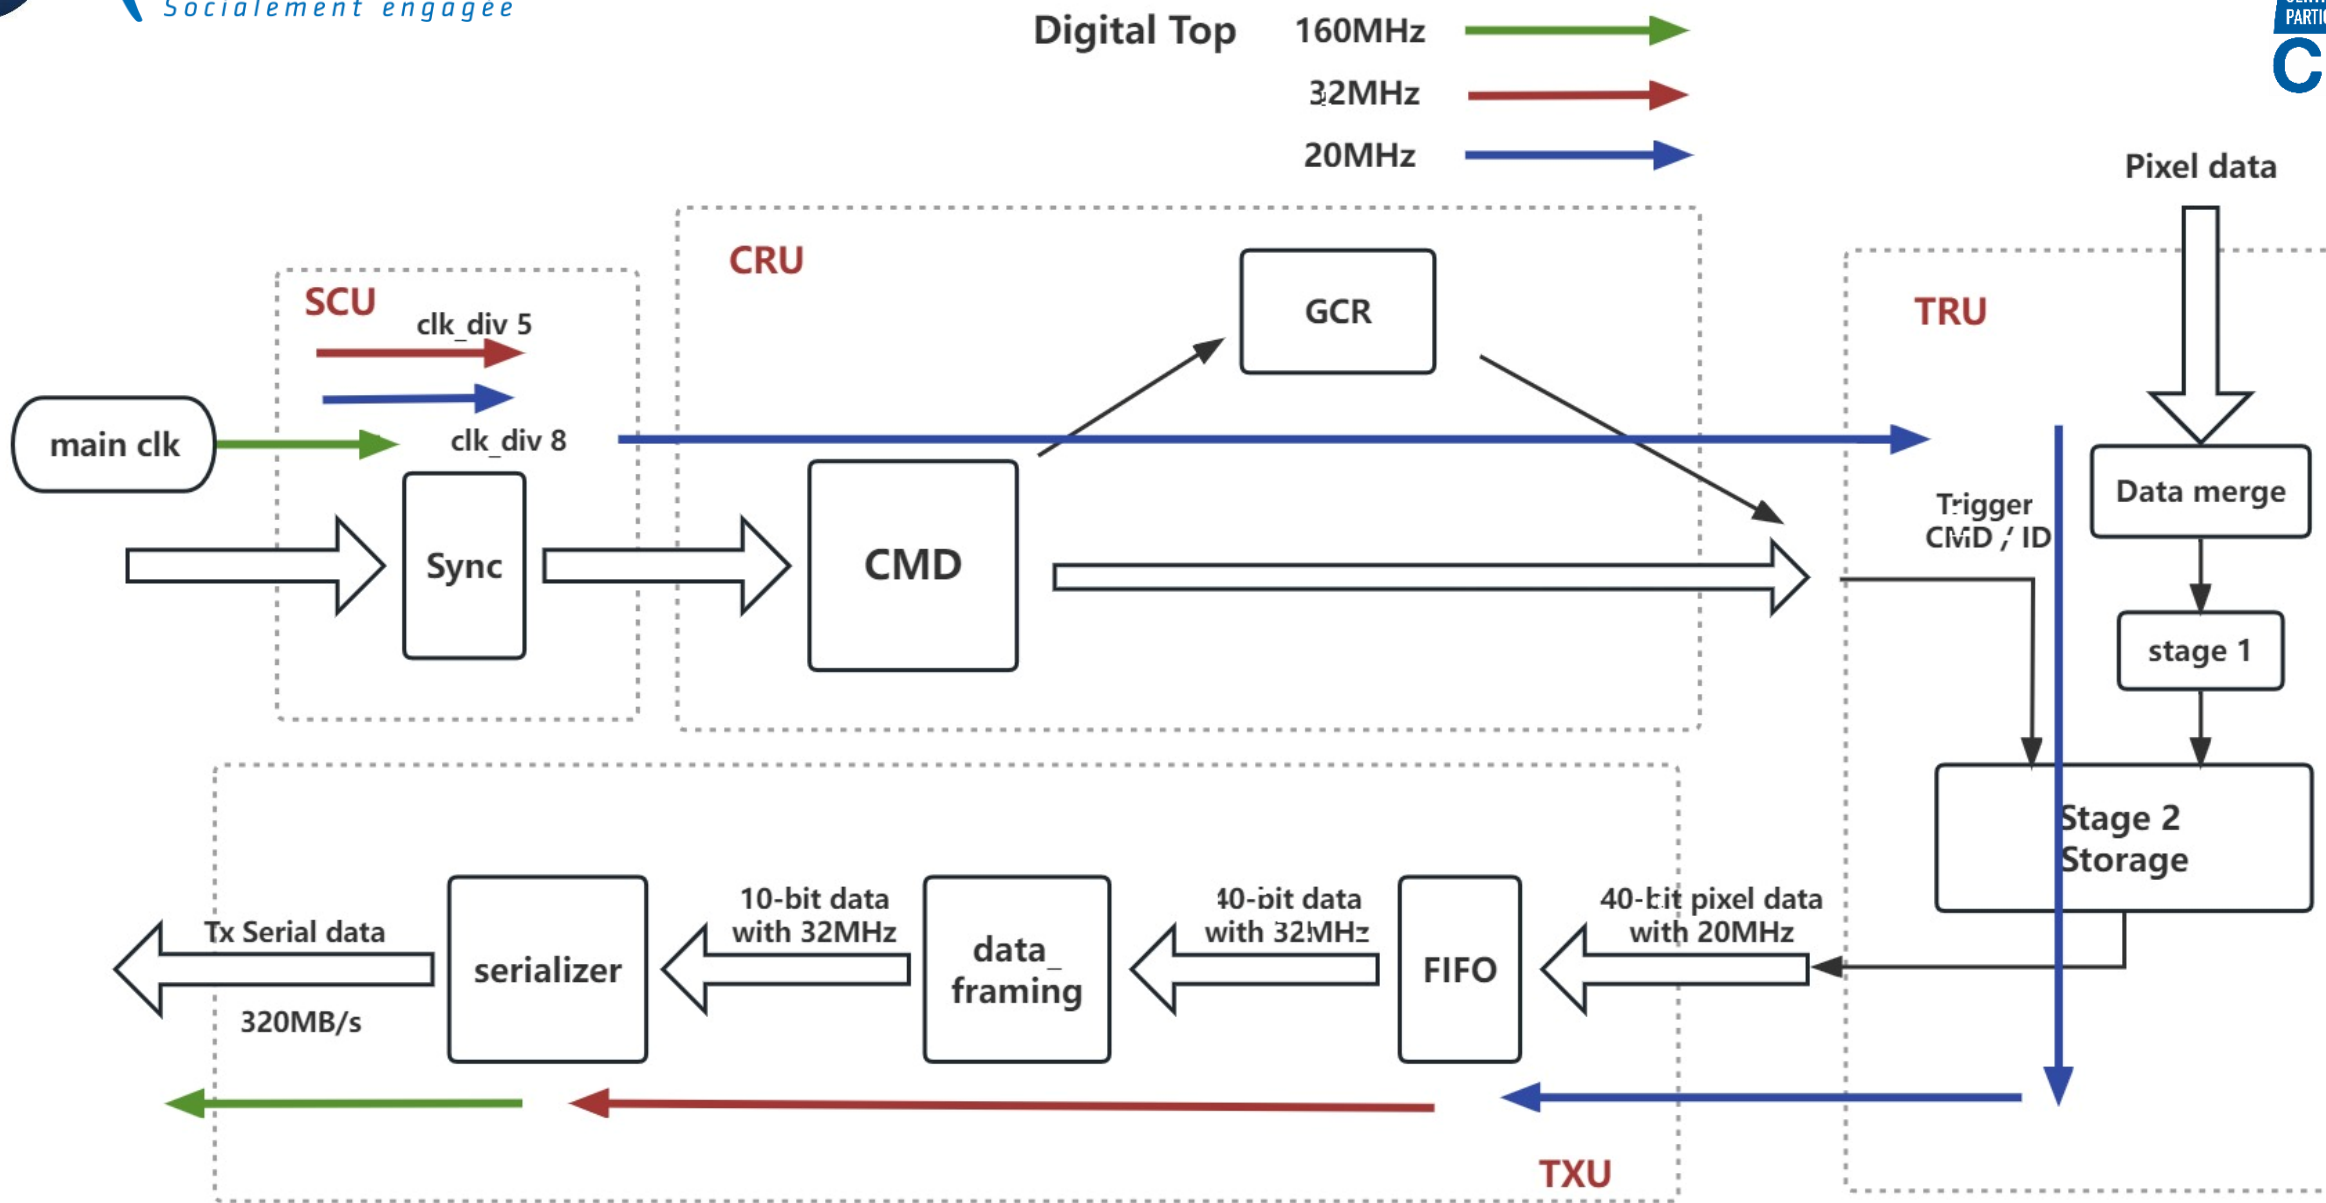 Socialement engagée
Digital Top
160MHz
32MHz
20MHz
PARTIC
C
Pixel data
CRU
GCR
SCU
clk_div 5
TRU
main clk
clk_div 8
Data merge
Trigger
CMD / ID
Sync
CMD
stage 1
Stage 2
Storage
Tx Serial data
320MB/s
serializer
10-bit data
with 32MHz
data_
framing
40-bit data
with 32MHz
FIFO
40-bit pixel data
with 20MHz
TXU